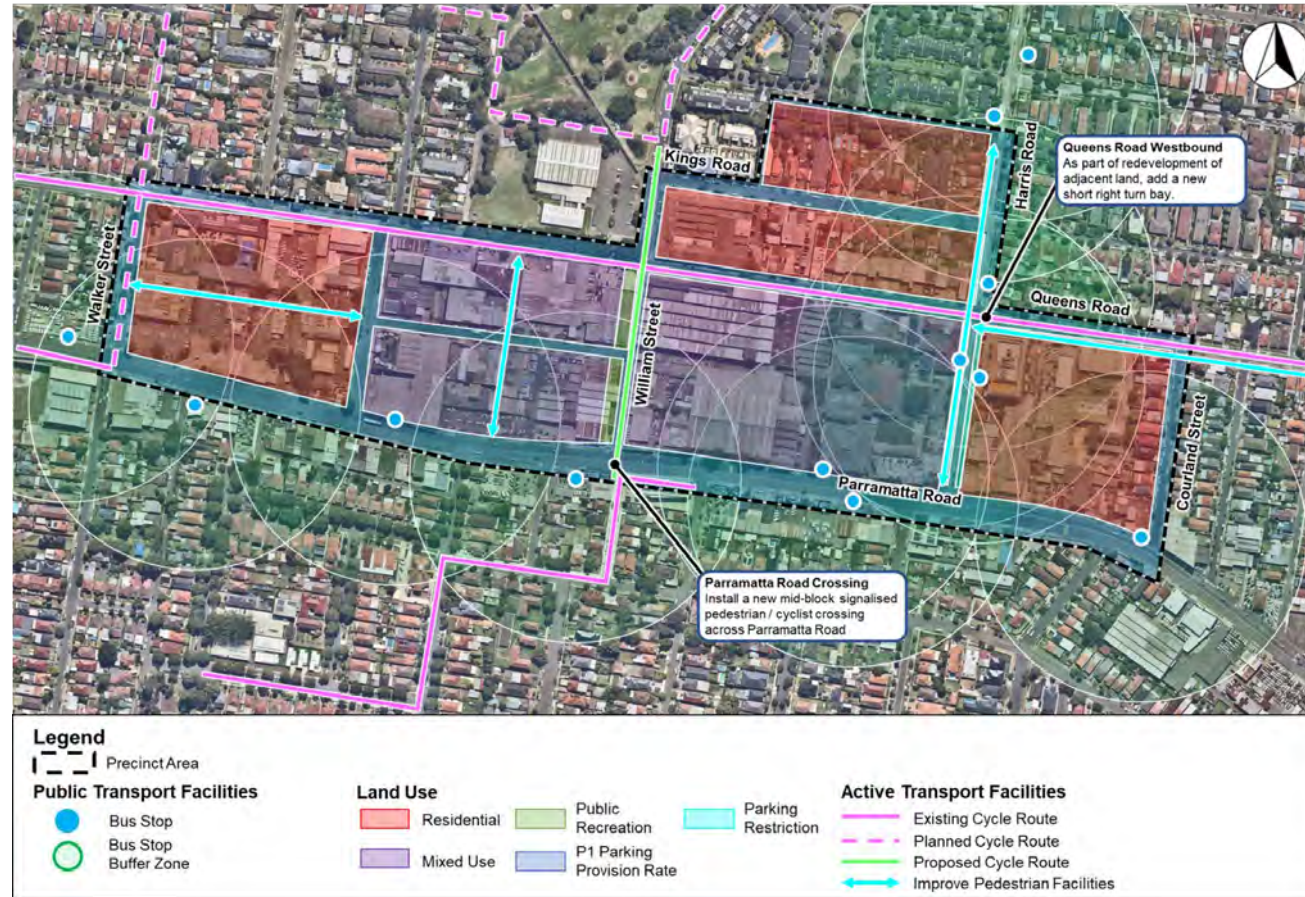 Kings Road
Harris Road
Queens Road Westbound
As part of redevelopment of
adjacent land, add a new
short right turn bay.
Walker Street
William Street
Queens Road
Parramatta Road
Courland Street
Parramatta Road Crossing
Install a new mid-block signalised
pedestrian / cyclist crossing
across Parramatta Road
Legend
Precinct Area
Public Transport Facilities
Bus Stop
Bus Stop
Buffer Zone
Land Use
Residential
Mixed Use
Public
Recreation
P1 Parking
Provision Rate
Parking
Restriction
Active Transport Facilities
Existing Cycle Route
Planned Cycle Route
Proposed Cycle Route
Improve Pedestrian Facilities